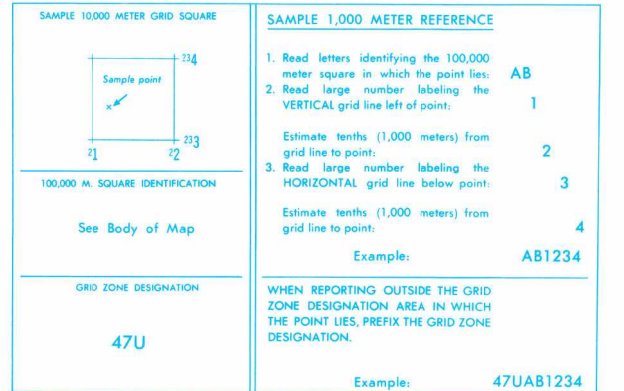 SAMPLE 10,000 METER GRID SQUARE
234
Sample point
233
21
22
100,000 M. SQUARE IDENTIFICATION
See Body of Map
GRID ZONE DESIGNATION
47U
SAMPLE 1,000 METER REFERENCE
1. Read letters identifying the 100,000
meter square in which the point lies: AB
2. Read large number labeling the
VERTICAL grid line left of point: 1
Estimate tenths (1,000 meters) from
grid line to point: 2
3. Read large number labeling the
HORIZONTAL grid line below point: 3
Estimate tenths (1,000 meters) from
grid line to point: 4
Example: AB1234
WHEN REPORTING OUTSIDE THE GRID
ZONE DESIGNATION AREA IN WHICH
THE POINT LIES, PREFIX THE GRID ZONE
DESIGNATION.
Example: 47UAB1234